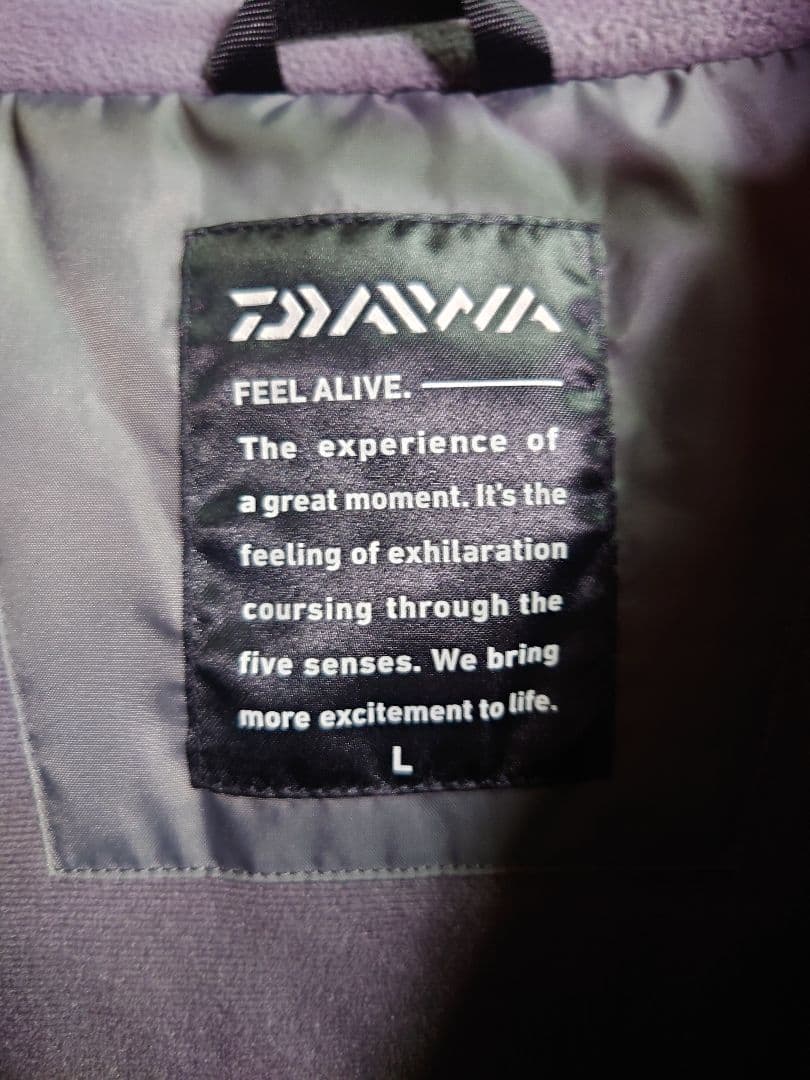 DAIWA
FEEL ALIVE.
The experience of
a great moment. It's the
feeling of exhilaration
coursing through the
five senses. We bring
more excitement to life.
L